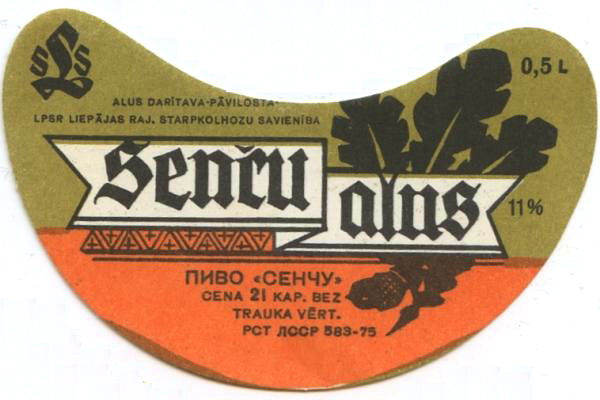 SLS
0,5 L
ALUS DARĪTAVA·PĀVILOSTA·
LPSR LIEPĀJAS RAJ. STARPKOLHOZU SAVIENĪBA
Senču
alus
11%
ПИВО «СЕНЧУ»
CENA 21 KAP. BEZ
TRAUKA VĒRT.
РСТ ЛССР 583-75